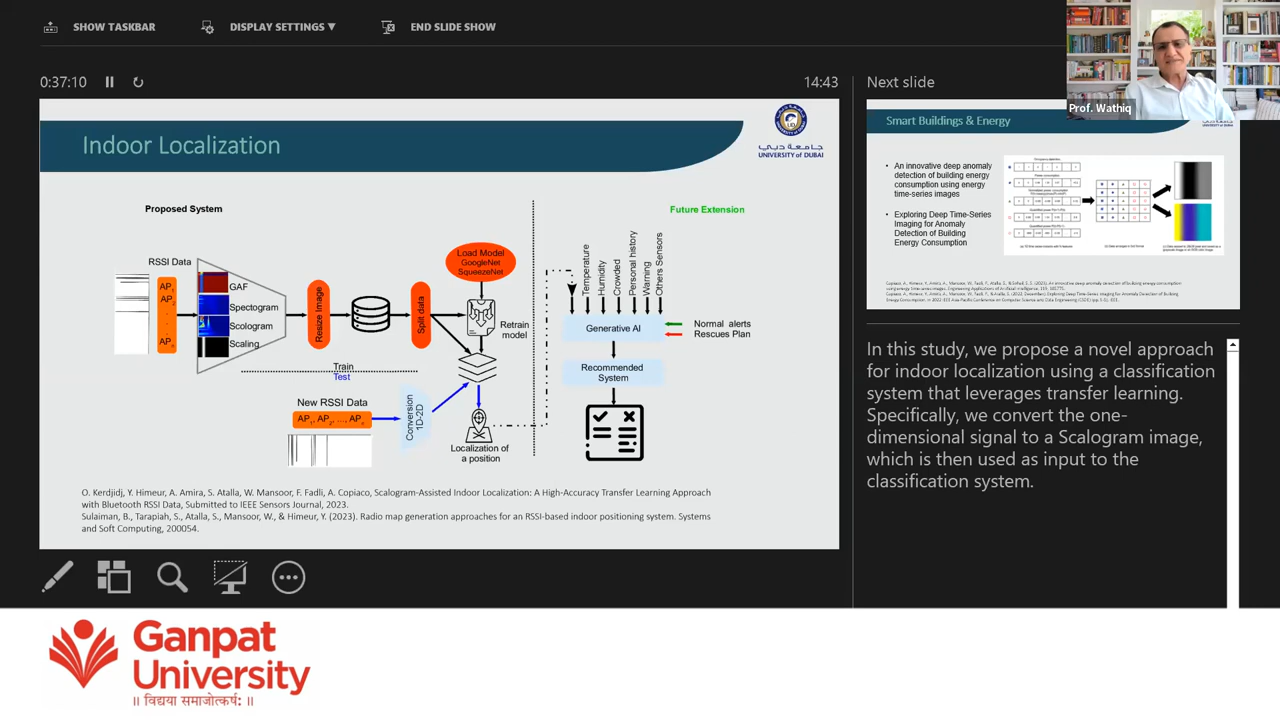 SHOW TASKBAR
DISPLAY SETTINGS ▼
END SLIDE SHOW
0:37:10
14:43
Next slide
Prof. Wathiq
Indoor Localization
جامعة دبي
UNIVERSITY of DUBAI
Proposed System
Future Extension
RSSI Data
AP1
AP2
APn
GAF
Spectogram
Scologram
Scaling
Resize Image
Split data
Load Model
GoogleNet
SqueezeNet
Retrain
model
Train
Test
New RSSI Data
AP1, AP2, ..., APn
Conversion
1D-2D
Localization of
a position
Temperature
Humidity
Crowded
Personal history
Warning
Others Sensors
Generative AI
Normal alerts
Rescues Plan
Recommended
System
O. Kerdjidj, Y. Himeur, A. Amira, S. Atalla, W. Mansoor, F. Fadli, A. Copiaco, Scalogram-Assisted Indoor Localization: A High-Accuracy Transfer Learning Approach
with Bluetooth RSSI Data, Submitted to IEEE Sensors Journal, 2023.
Sulaiman, B., Tarapiah, S., Atalla, S., Mansoor, W., & Himeur, Y. (2023). Radio map generation approaches for an RSSI-based indoor positioning system. Systems
and Soft Computing, 200054.
Smart Buildings & Energy
• An innovative deep anomaly
detection of building energy
consumption using energy
time-series images
• Exploring Deep Time-Series
Imaging for Anomaly
Detection of Building
Energy Consumption
In this study, we propose a novel approach
for indoor localization using a classification
system that leverages transfer learning.
Specifically, we convert the one-
dimensional signal to a Scalogram image,
which is then used as input to the
classification system.
Ganpat
University
॥ विद्यया समाजोत्कर्षः ॥